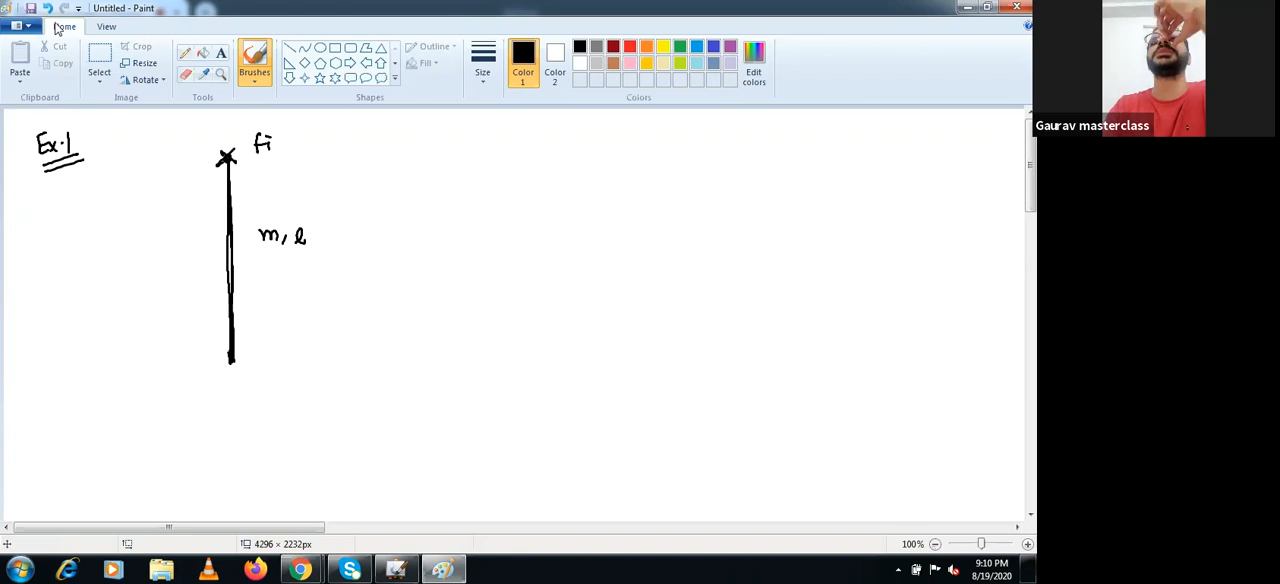 Untitled - Paint
Home View
Paste
Cut
Copy
Clipboard
Select
Crop
Resize
Rotate
Image
A
Tools
Brushes
Outline
Fill
Shapes
Size
Color 1
Color 2
Edit colors
Colors
Gaurav masterclass
Ex.1
fi
m, l
4296 × 2232px
100%
9:10 PM
8/19/2020